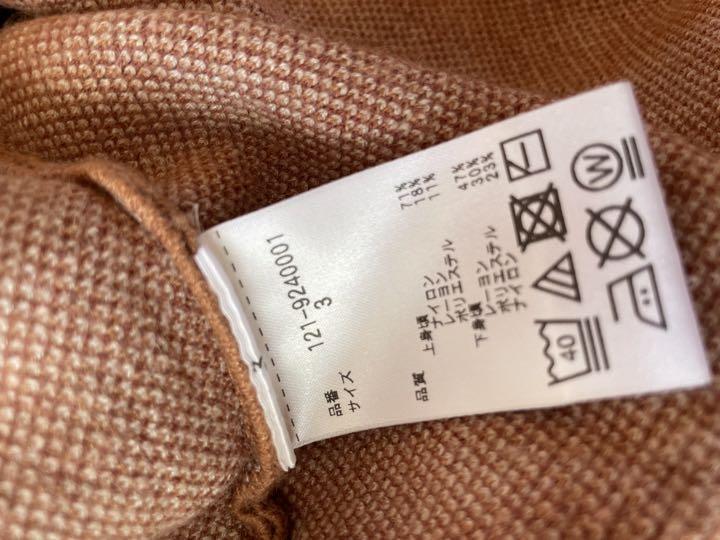 品番 121-9240001
サイズ 3
品質
上身頃
ナイロン 71%
レーヨン 18%
ポリエステル 11%
下身頃
レーヨン 47%
ポリエステル 30%
ナイロン 23%
40
W